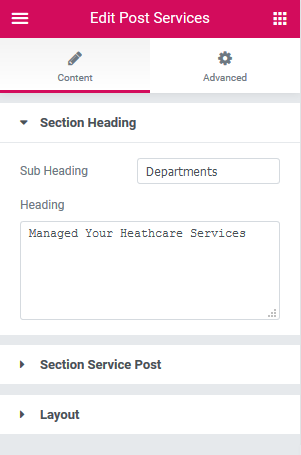 Edit Post Services
Content
Advanced
Section Heading
Sub Heading
Departments
Heading
Managed Your Heathcare Services
Section Service Post
Layout